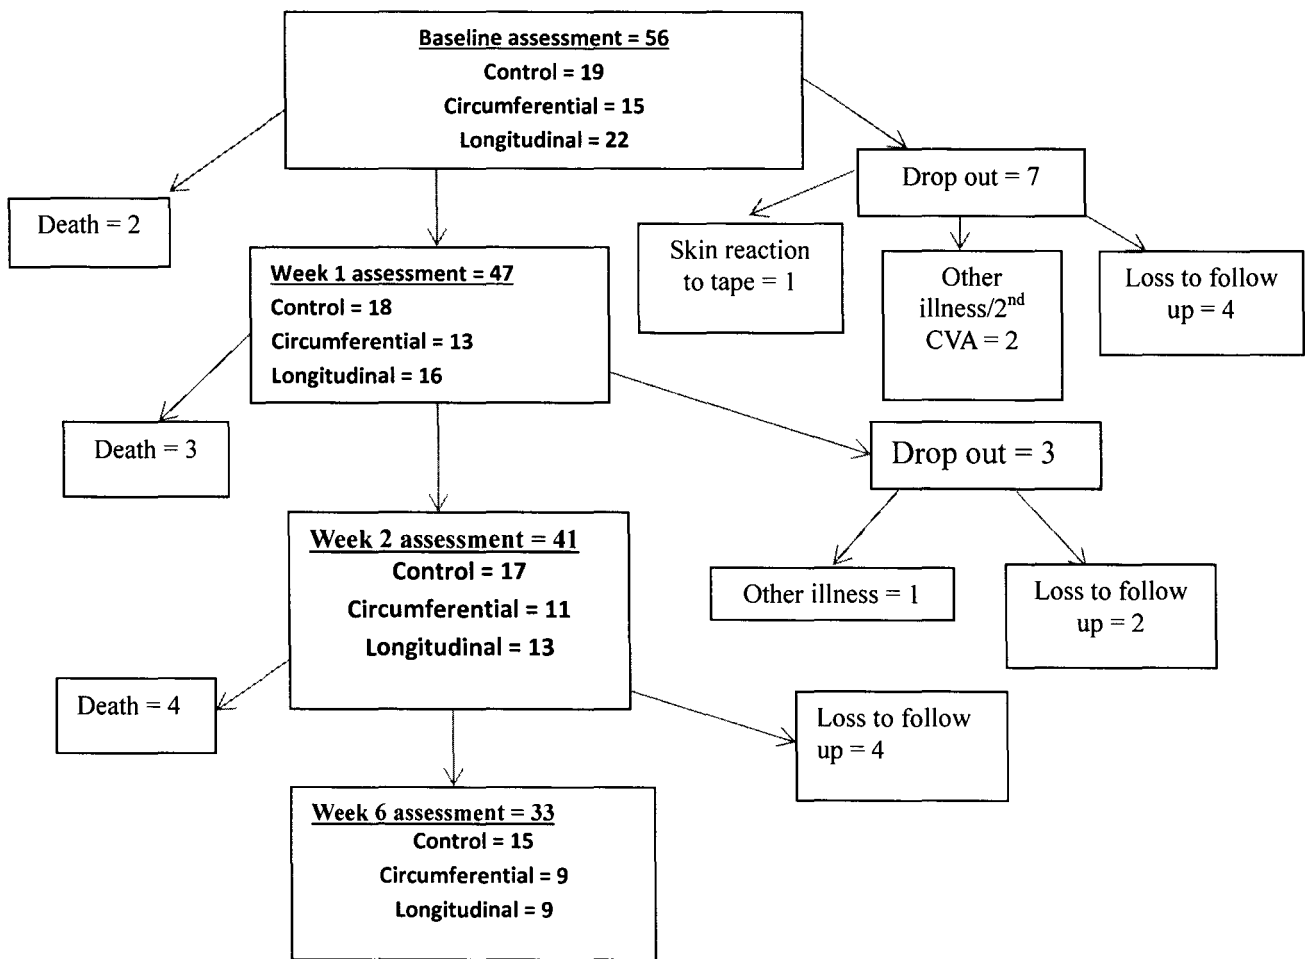 Baseline assessment = 56
Control = 19
Circumferential = 15
Longitudinal = 22
Death = 2
Drop out = 7
Skin reaction
to tape = 1
Other
illness/2nd
CVA = 2
Loss to follow
up = 4
Week 1 assessment = 47
Control = 18
Circumferential = 13
Longitudinal = 16
Death = 3
Drop out = 3
Other illness = 1
Loss to follow
up = 2
Week 2 assessment = 41
Control = 17
Circumferential = 11
Longitudinal = 13
Death = 4
Loss to follow
up = 4
Week 6 assessment = 33
Control = 15
Circumferential = 9
Longitudinal = 9